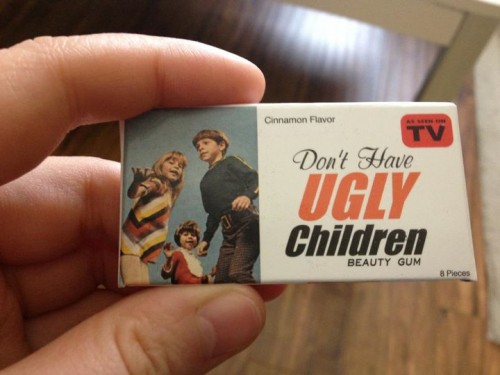 Cinnamon Flavor
AS SEEN ON
TV
Don't Have
UGLY
Children
BEAUTY GUM
8 Pieces